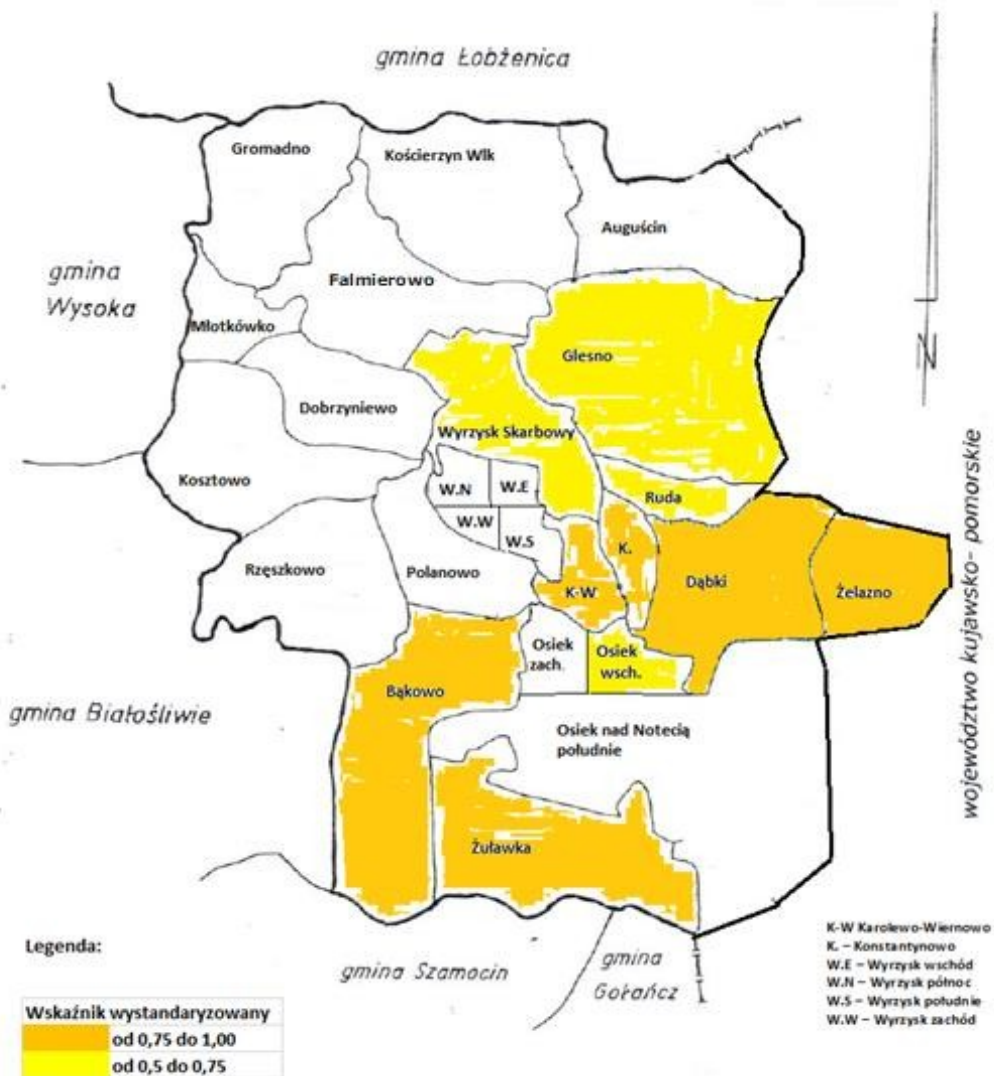 gmina Łobżenica
Gromadno
Kościerzyn Wlk
Auguścin
gmina
Wysoka
Falmierowo
Młotkówko
Glesno
Dobrzyniewo
Wyrzysk Skarbowy
Kosztowo
W.N
W.E
Ruda
W.W
W.S
K.
Rzęszkowo
Polanowo
K-W
Dąbki
Żelazno
N
województwo kujawsko- pomorskie
Osiek
zach.
Osiek
wsch.
Bąkowo
gmina Białośliwie
Osiek nad Notecią
południe
Żuławka
Legenda:
gmina Szamocin
gmina
Gołańcz
K-W Karolewo-Wiernowo
K. – Konstantynowo
W.E – Wyrzysk wschód
W.N – Wyrzysk północ
W.S – Wyrzysk południe
W.W – Wyrzysk zachód
Wskaźnik wystandaryzowany
od 0,75 do 1,00
od 0,5 do 0,75